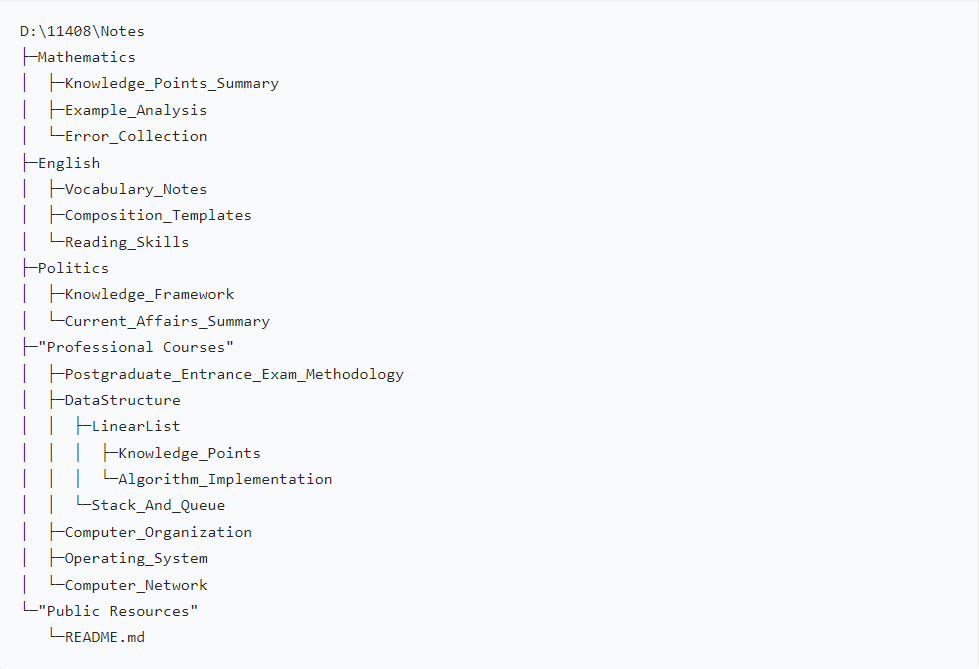 D:\11408\Notes
├─Mathematics
│  ├─Knowledge_Points_Summary
│  ├─Example_Analysis
│  └─Error_Collection
├─English
│  ├─Vocabulary_Notes
│  ├─Composition_Templates
│  └─Reading_Skills
├─Politics
│  ├─Knowledge_Framework
│  └─Current_Affairs_Summary
├─"Professional Courses"
│  ├─Postgraduate_Entrance_Exam_Methodology
│  ├─DataStructure
│  │  ├─LinearList
│  │  │  ├─Knowledge_Points
│  │  │  └─Algorithm_Implementation
│  │  └─Stack_And_Queue
│  ├─Computer_Organization
│  ├─Operating_System
│  └─Computer_Network
└─"Public Resources"
   └─README.md